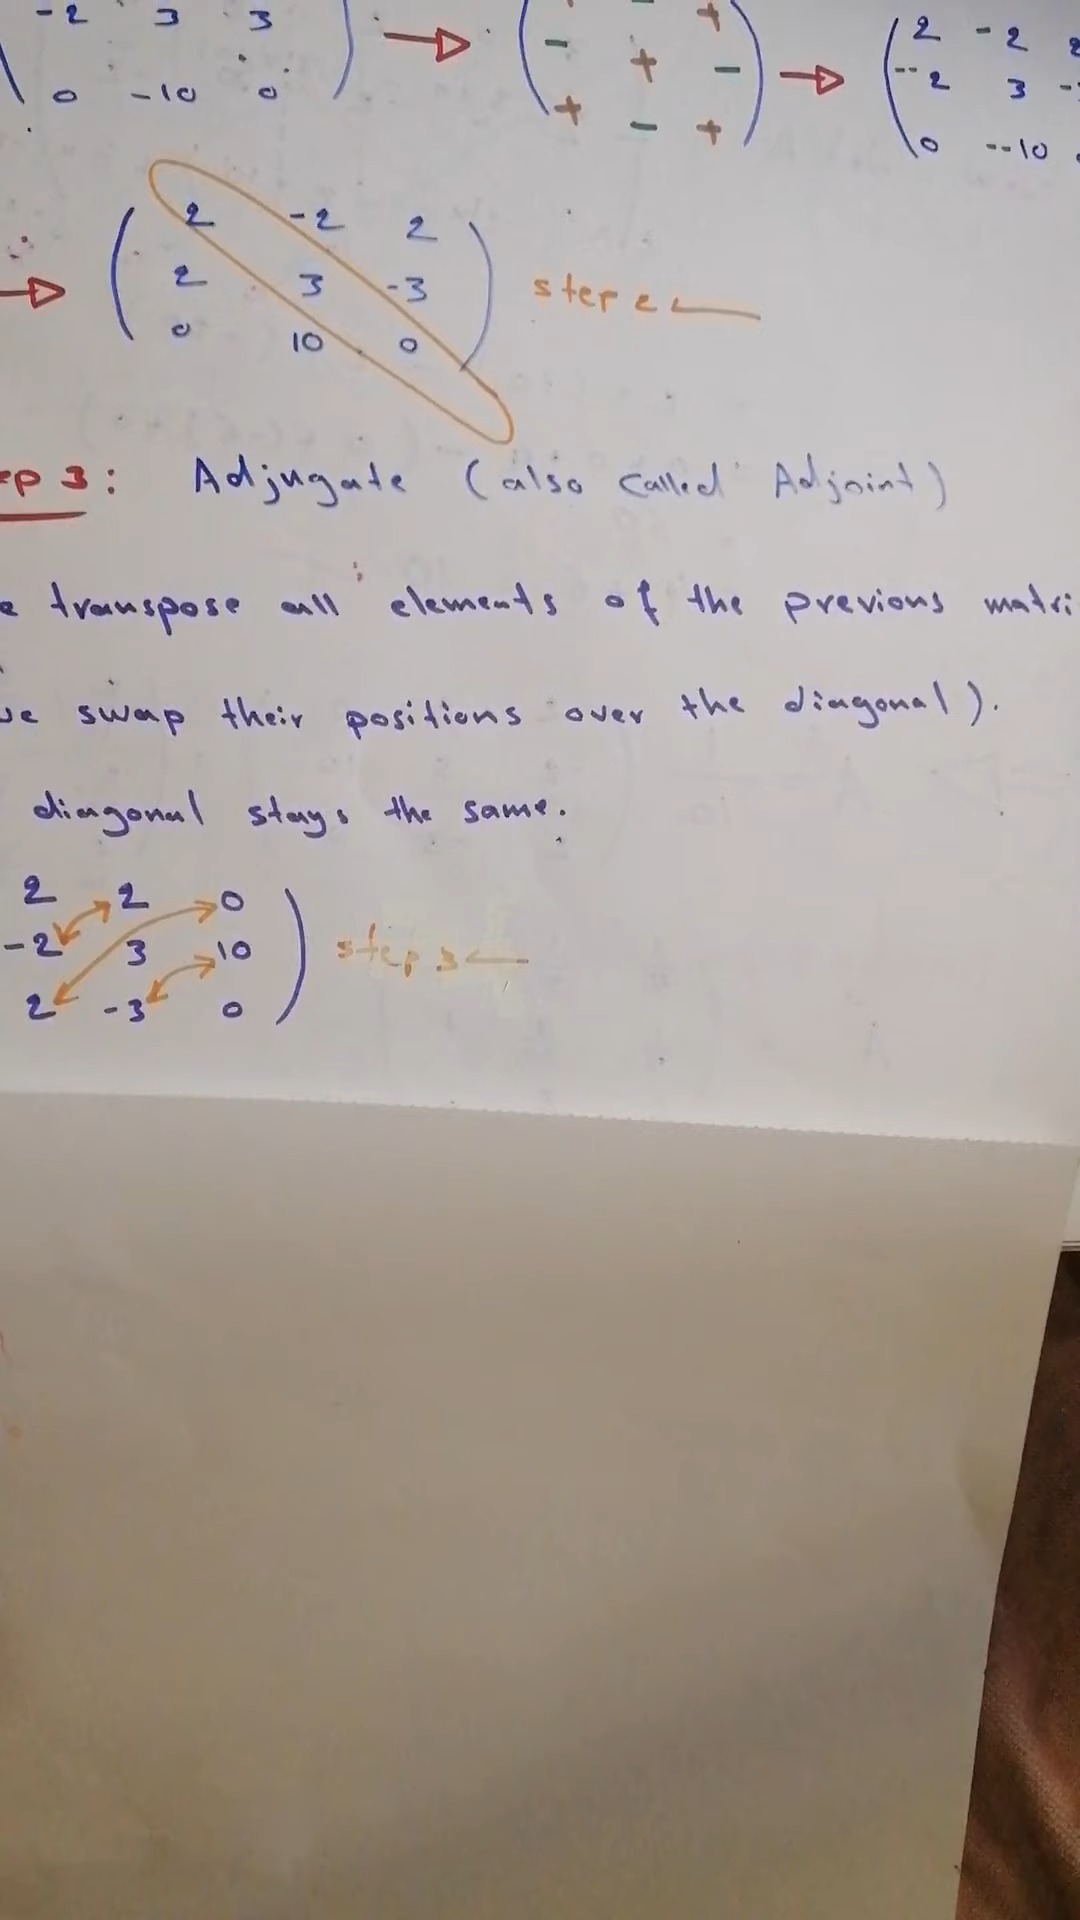 -2 3 3
0 -10 0
- +
- + -
+ - +
2 -2
--2 3
0 --10
2 -2 2
2 3 -3
0 10 0
step 2
ep 3: Adjugate (also called Adjoint)
e transpose all elements of the previous matri
we swap their positions over the diagonal).
diagonal stays the same.
2 2 0
-2 3 10
2 -3 0
step 3